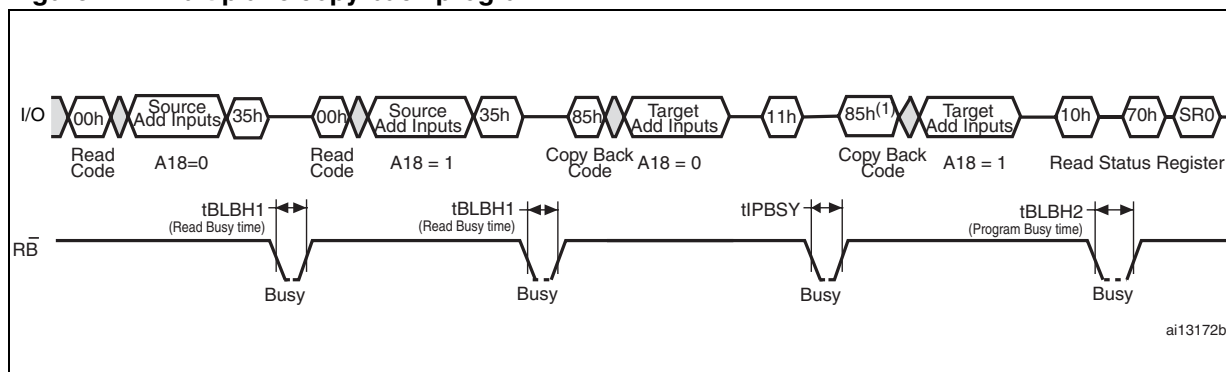 I/O 00h Source Add Inputs 35h 00h Source Add Inputs 35h 85h Target Add Inputs 11h 85h(1) Target Add Inputs 10h 70h SR0
Read Code A18=0 Read Code A18 = 1 Copy Back Code A18 = 0 Copy Back Code A18 = 1 Read Status Register
tBLBH1 (Read Busy time) tBLBH1 (Read Busy time) tIPBSY tBLBH2 (Program Busy time)
RB̅
Busy Busy Busy Busy
ai13172b